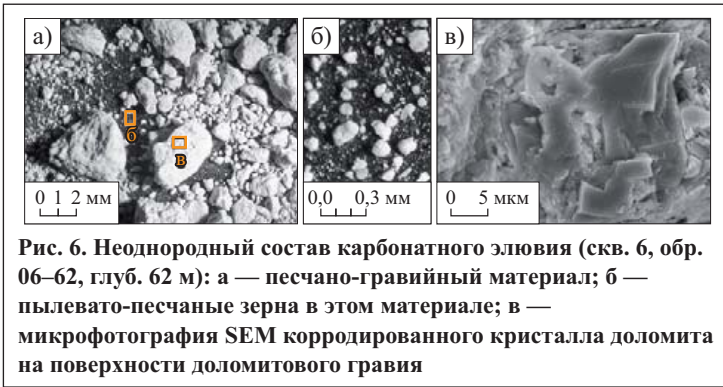 а)
б)
в)
б
в
0 1 2 мм
0,0 0,3 мм
0 5 мкм
Рис. 6. Неоднородный состав карбонатного элювия (скв. 6, обр.
06–62, глуб. 62 м): а — песчано-гравийный материал; б —
пылевато-песчаные зерна в этом материале; в —
микрофотография SEM корродированного кристалла доломита
на поверхности доломитового гравия